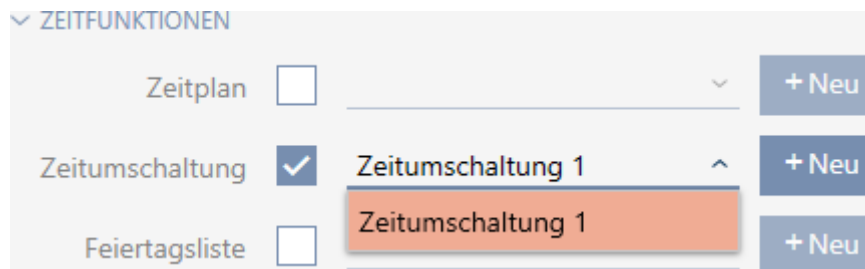 ZEITFUNKTIONEN
Zeitplan + Neu
Zeitumschaltung Zeitumschaltung 1 + Neu
Zeitumschaltung 1
Feiertagsliste + Neu